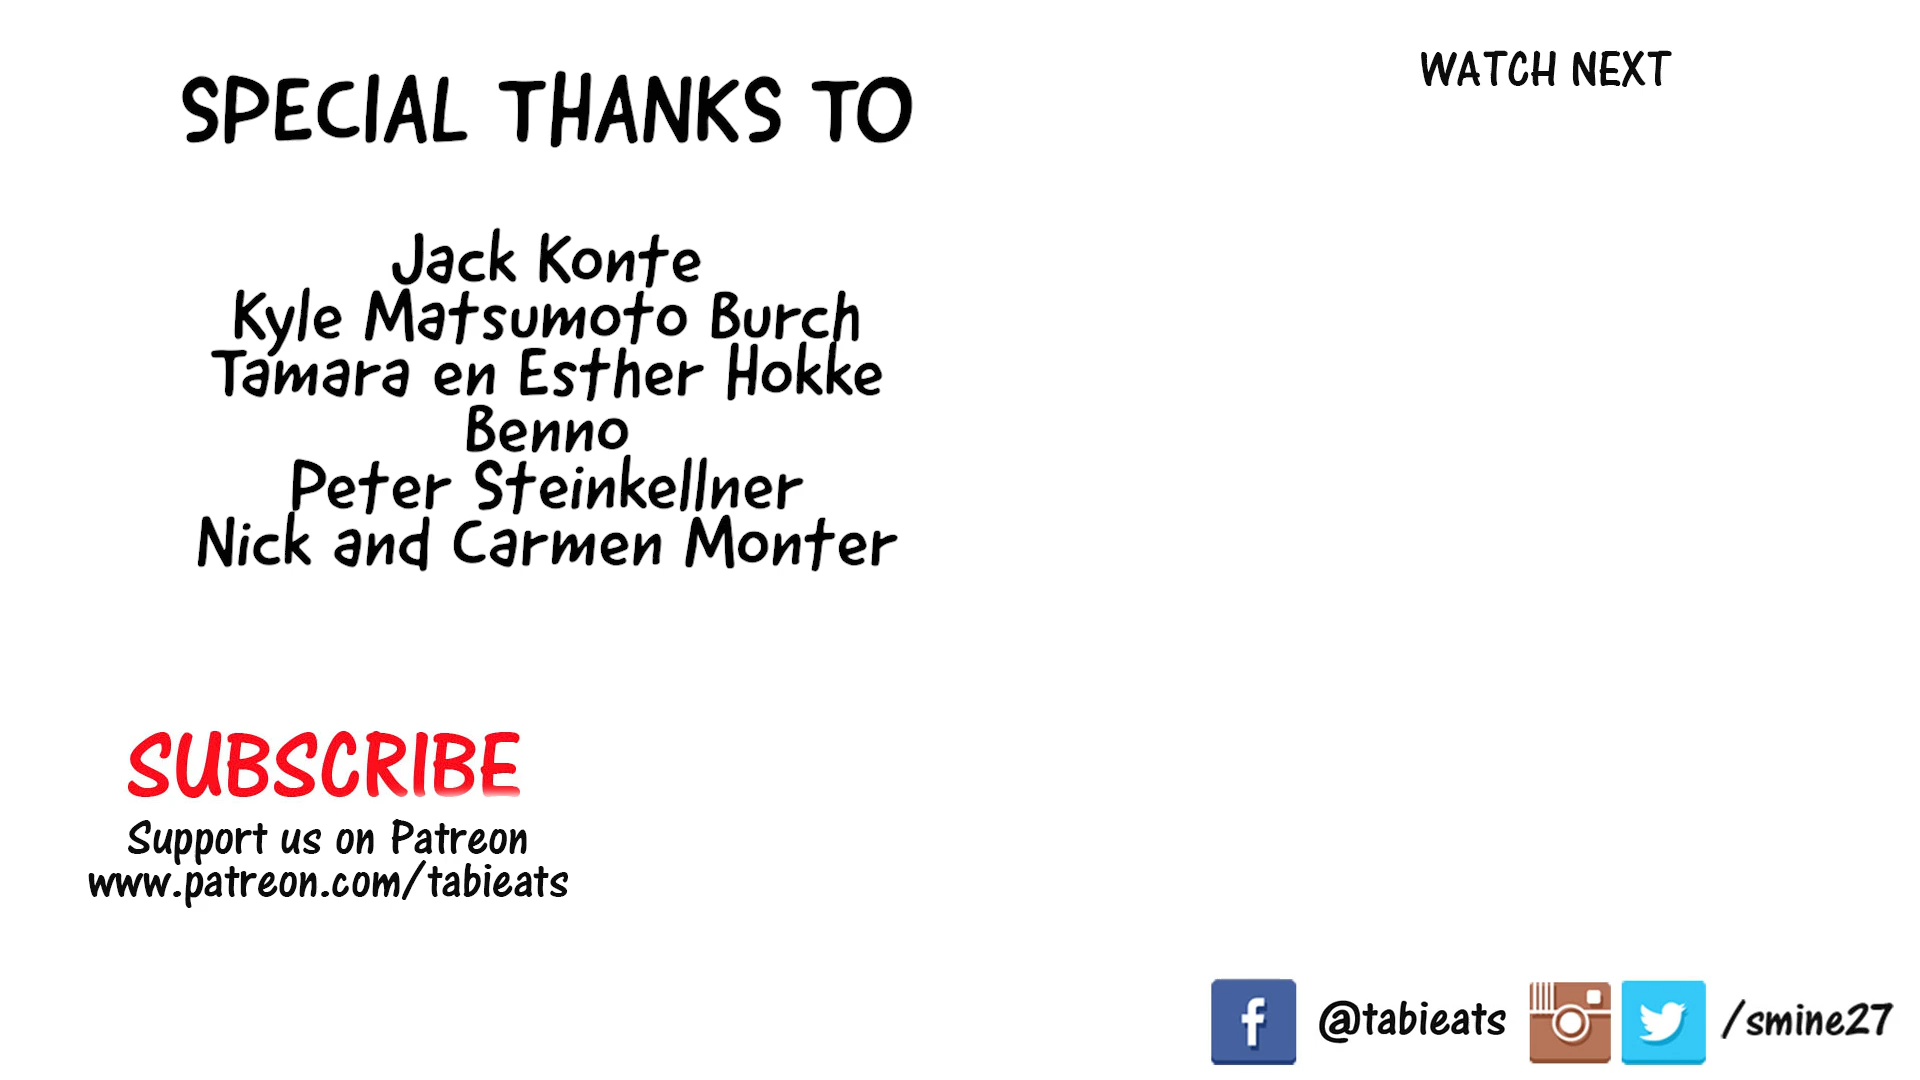 SPECIAL THANKS TO
Jack Konte
Kyle Matsumoto Burch
Tamara en Esther Hokke
Benno
Peter Steinkellner
Nick and Carmen Monter
SUBSCRIBE
Support us on Patreon
www.patreon.com/tabieats
WATCH NEXT
@tabieats /smine27